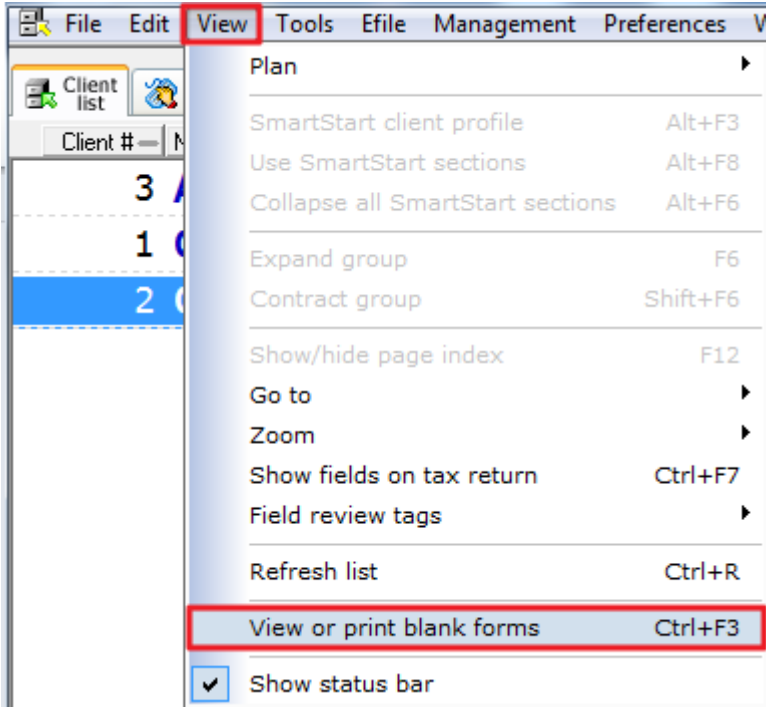 File Edit View Tools Efile Management Preferences
Plan
Client list
SmartStart client profile Alt+F3
Client #
Use SmartStart sections Alt+F8
3
Collapse all SmartStart sections Alt+F6
1
Expand group F6
2
Contract group Shift+F6
Show/hide page index F12
Go to
Zoom
Show fields on tax return Ctrl+F7
Field review tags
Refresh list Ctrl+R
View or print blank forms Ctrl+F3
Show status bar